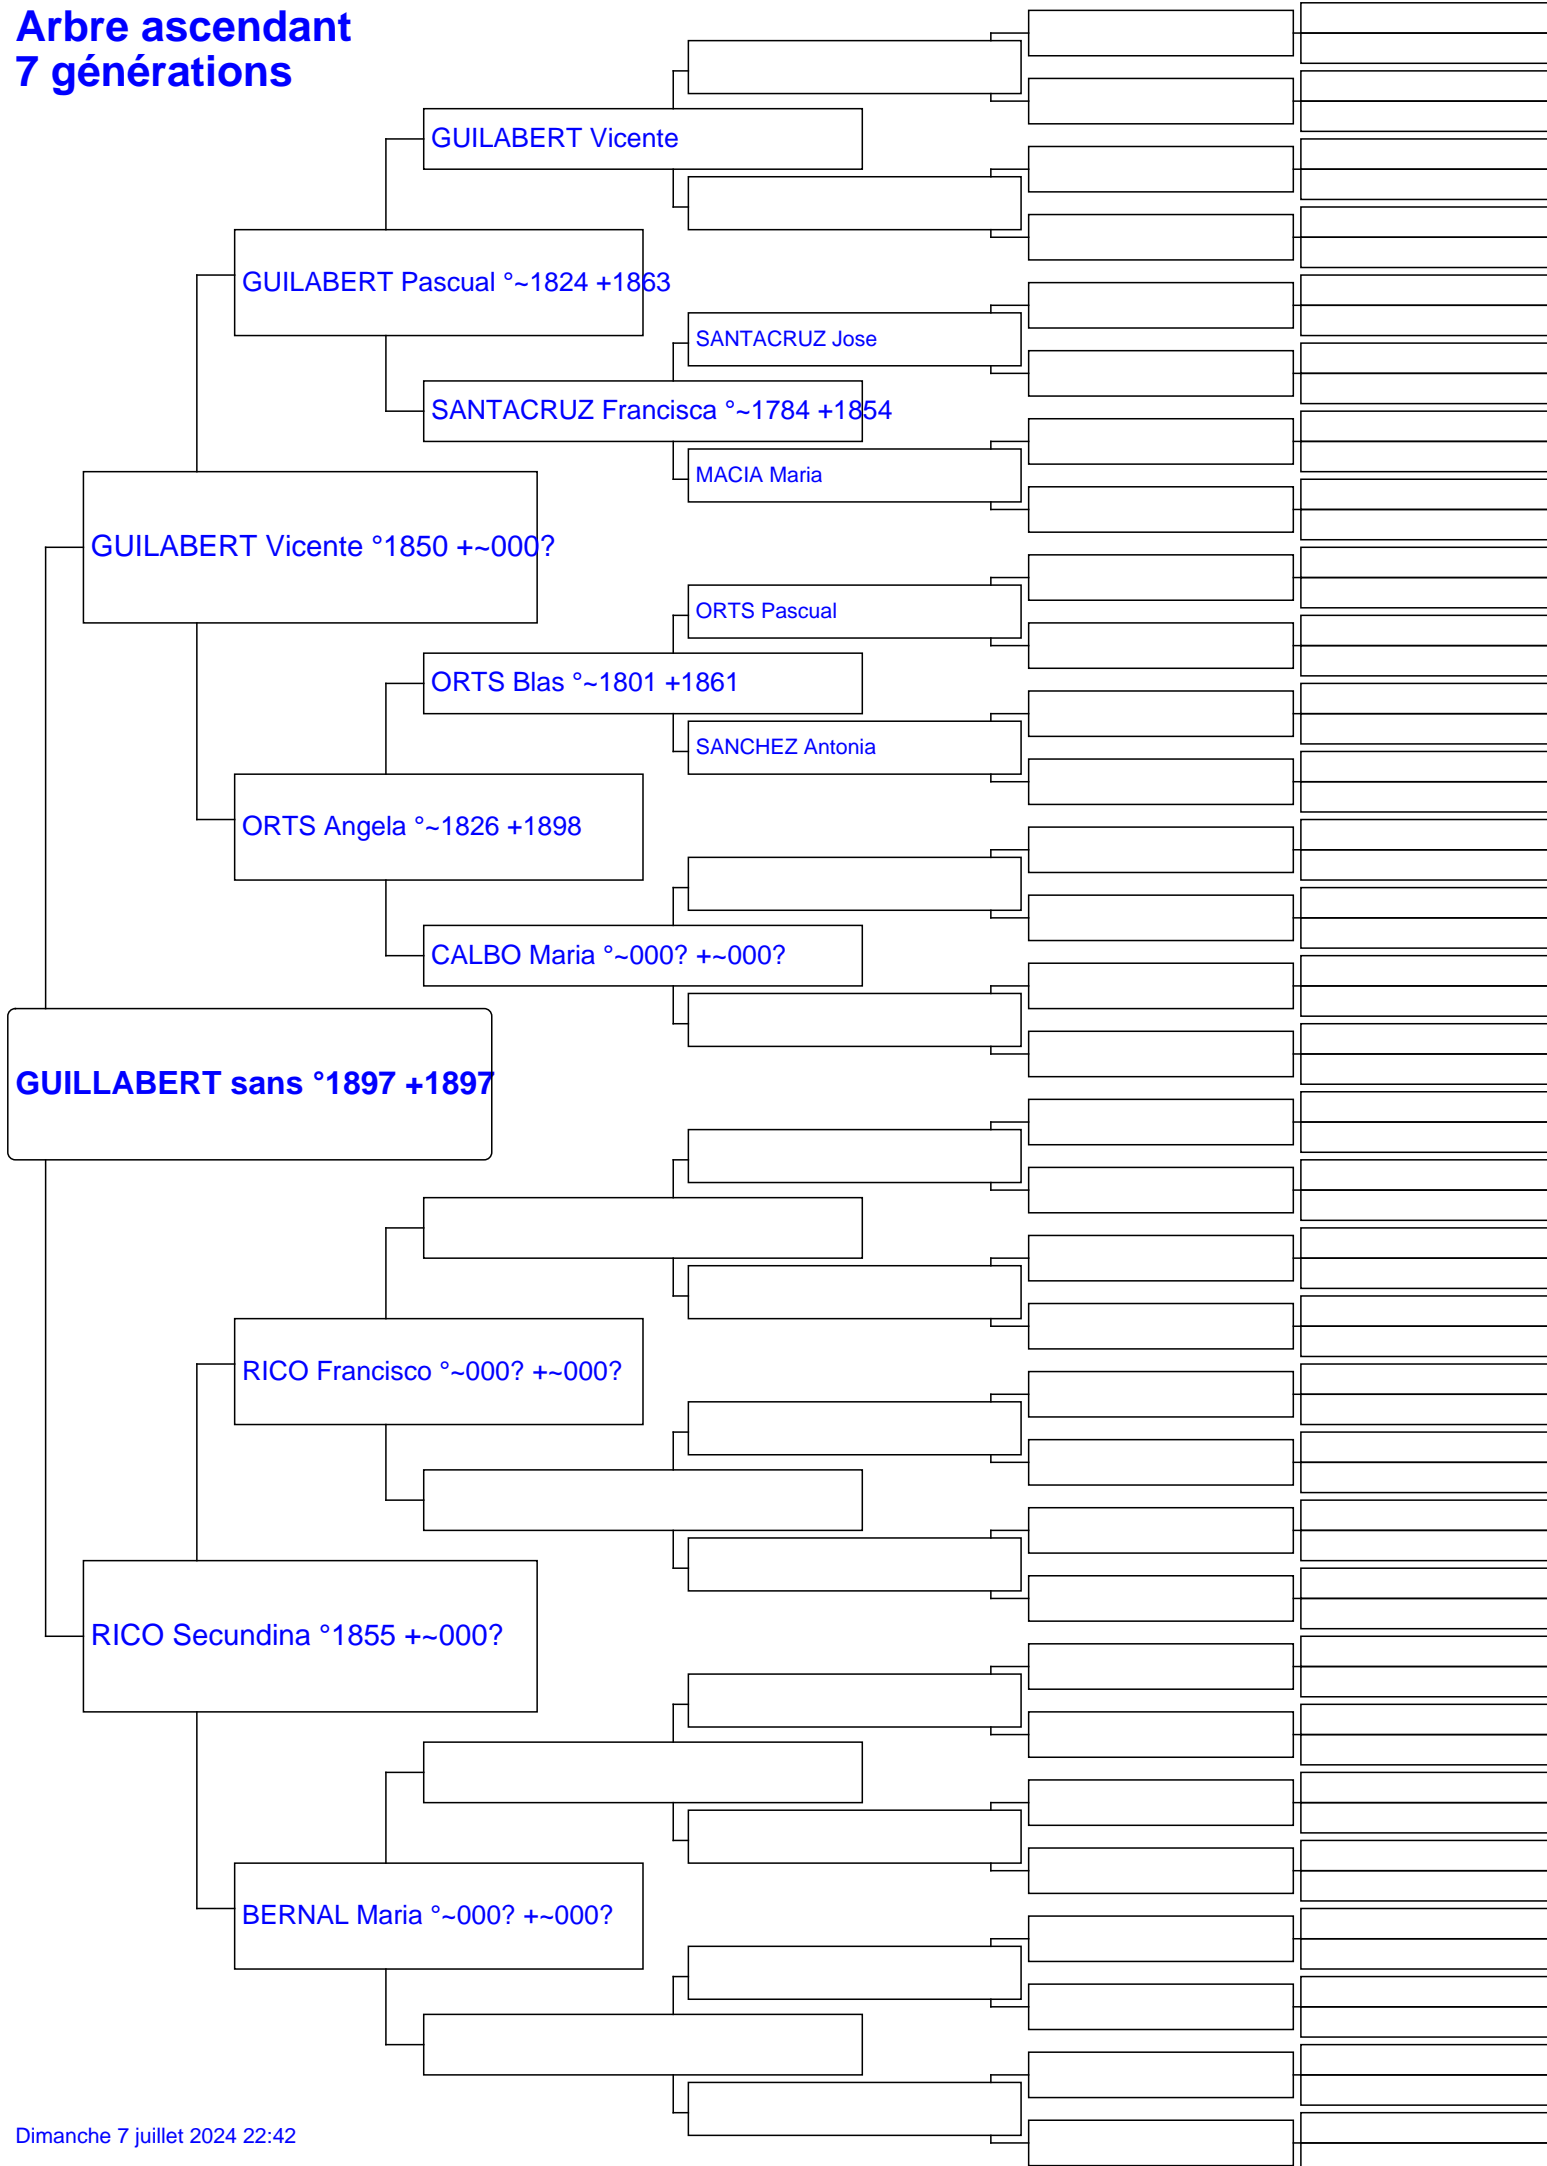 Arbre ascendant
7 générations
GUILABERT Vicente
GUILABERT Pascual °~1824 +1863
SANTACRUZ Jose
SANTACRUZ Francisca °~1784 +1854
MACIA Maria
GUILABERT Vicente °1850 +~000?
ORTS Pascual
ORTS Blas °~1801 +1861
SANCHEZ Antonia
ORTS Angela °~1826 +1898
CALBO Maria °~000? +~000?
GUILLABERT sans °1897 +1897
RICO Francisco °~000? +~000?
RICO Secundina °1855 +~000?
BERNAL Maria °~000? +~000?
Dimanche 7 juillet 2024 22:42